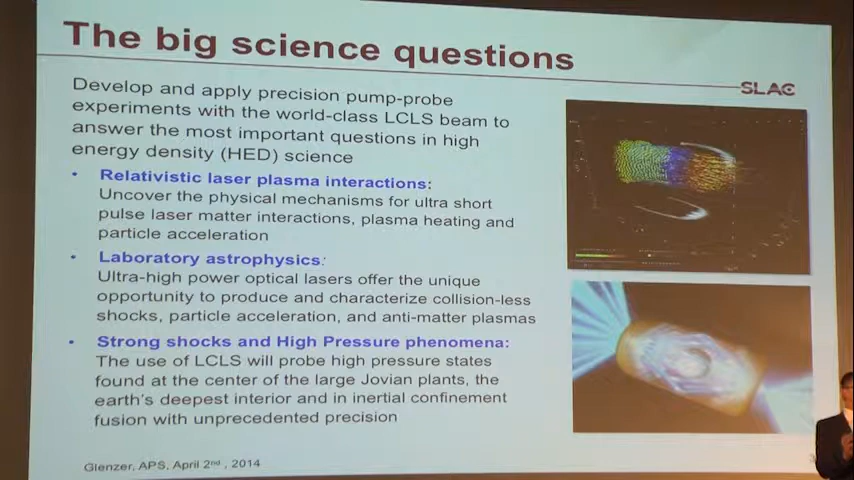 The big science questions
SLAC
Develop and apply precision pump-probe
experiments with the world-class LCLS beam to
answer the most important questions in high
energy density (HED) science
• Relativistic laser plasma interactions:
Uncover the physical mechanisms for ultra short
pulse laser matter interactions, plasma heating and
particle acceleration
• Laboratory astrophysics:
Ultra-high power optical lasers offer the unique
opportunity to produce and characterize collision-less
shocks, particle acceleration, and anti-matter plasmas
• Strong shocks and High Pressure phenomena:
The use of LCLS will probe high pressure states
found at the center of the large Jovian plants, the
earth's deepest interior and in inertial confinement
fusion with unprecedented precision
Glenzer, APS, April 2nd , 2014